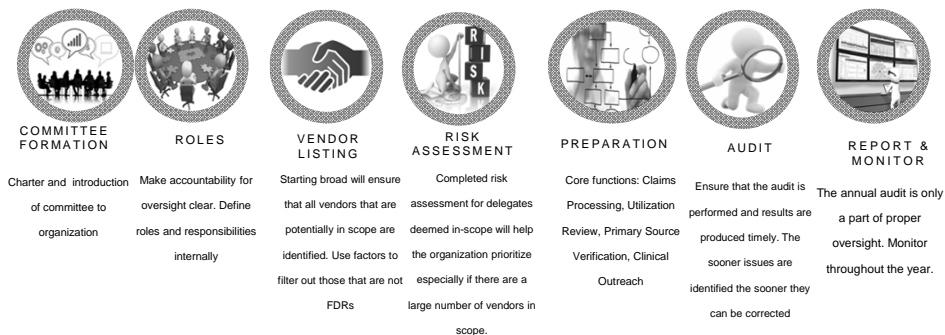 COMMITTEE
FORMATION
Charter and introduction
of committee to
organization
ROLES
Make accountability for
oversight clear. Define
roles and responsibilities
internally
VENDOR
LISTING
Starting broad will ensure
that all vendors that are
potentially in scope are
identified. Use factors to
filter out those that are not
FDRs
RISK
RISK
ASSESSMENT
Completed risk
assessment for delegates
deemed in-scope will help
the organization prioritize
especially if there are a
large number of vendors in
scope.
PREPARATION
Core functions: Claims
Processing, Utilization
Review, Primary Source
Verification, Clinical
Outreach
AUDIT
Ensure that the audit is
performed and results are
produced timely. The
sooner issues are
identified the sooner they
can be corrected
REPORT &
MONITOR
The annual audit is only
a part of proper
oversight. Monitor
throughout the year.